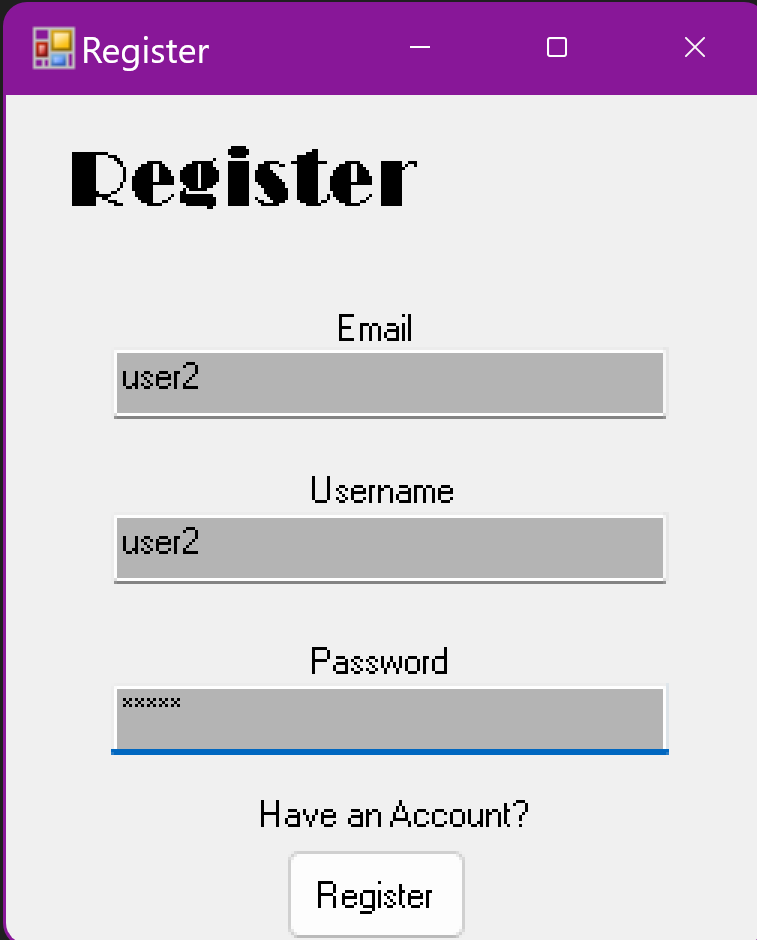 Register
Register
Email
user2
Username
user2
Password
*****
Have an Account?
Register